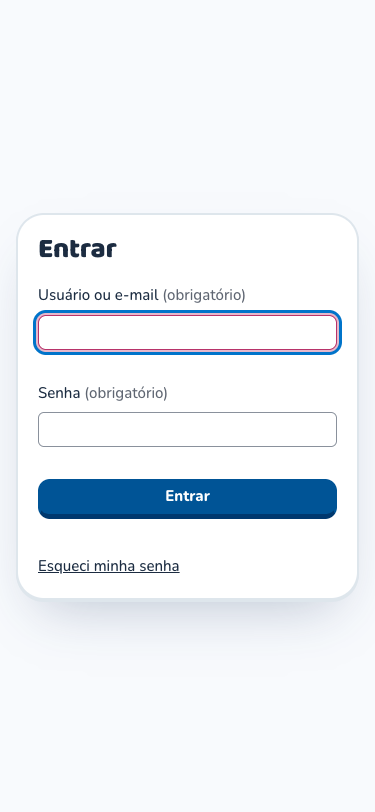 Entrar
Usuário ou e-mail (obrigatório)
Senha (obrigatório)
Entrar
Esqueci minha senha